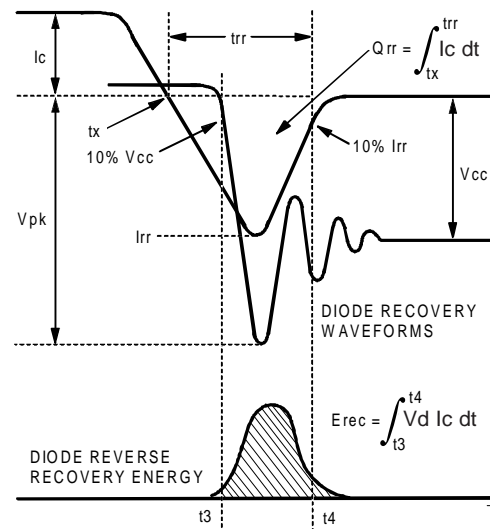 trr
Ic
Qrr = ∫ trr tx Ic dt
tx
10% Vcc
10% Irr
Vcc
Vpk
Irr
DIODE RECOVERY
WAVEFORMS
Erec = ∫ t4 t3 Vd Ic dt
DIODE REVERSE
RECOVERY ENERGY
t3
t4